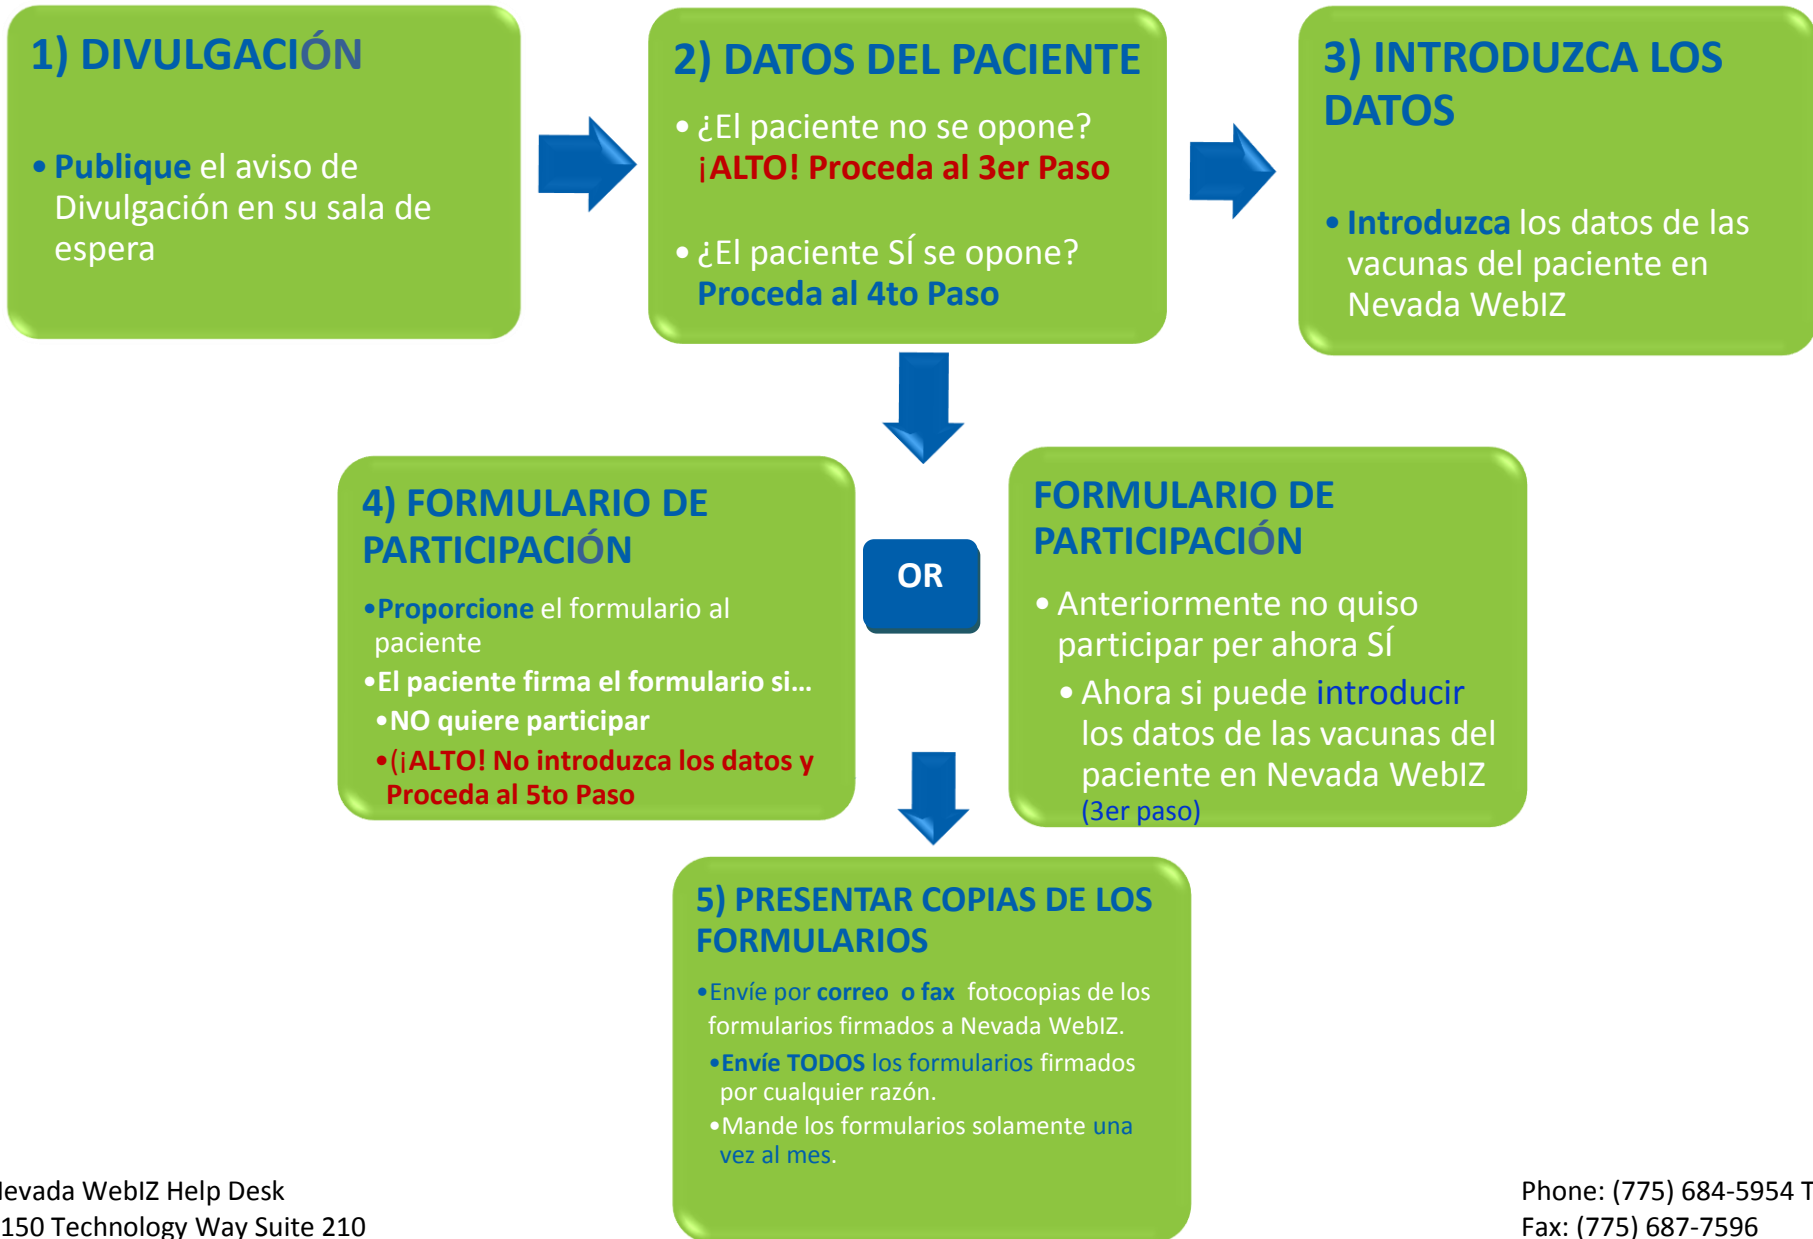 1) DIVULGACIÓN
• Publique el aviso de
Divulgación en su sala de
espera
2) DATOS DEL PACIENTE
• ¿El paciente no se opone?
¡ALTO! Proceda al 3er Paso
• ¿El paciente SÍ se opone?
Proceda al 4to Paso
3) INTRODUZCA LOS
DATOS
• Introduzca los datos de las
vacunas del paciente en
Nevada WebIZ
4) FORMULARIO DE
PARTICIPACIÓN
•Proporcione el formulario al
paciente
•El paciente firma el formulario si…
•NO quiere participar
•(¡ALTO! No introduzca los datos y
Proceda al 5to Paso
OR
FORMULARIO DE
PARTICIPACIÓN
• Anteriormente no quiso
participar per ahora SÍ
• Ahora si puede introducir
los datos de las vacunas del
paciente en Nevada WebIZ
(3er paso)
5) PRESENTAR COPIAS DE LOS
FORMULARIOS
•Envíe por correo o fax fotocopias de los
formularios firmados a Nevada WebIZ.
•Envíe TODOS los formularios firmados
por cualquier razón.
•Mande los formularios solamente una
vez al mes.
Nevada WebIZ Help Desk
150 Technology Way Suite 210
Phone: (775) 684-5954 T
Fax: (775) 687-7596